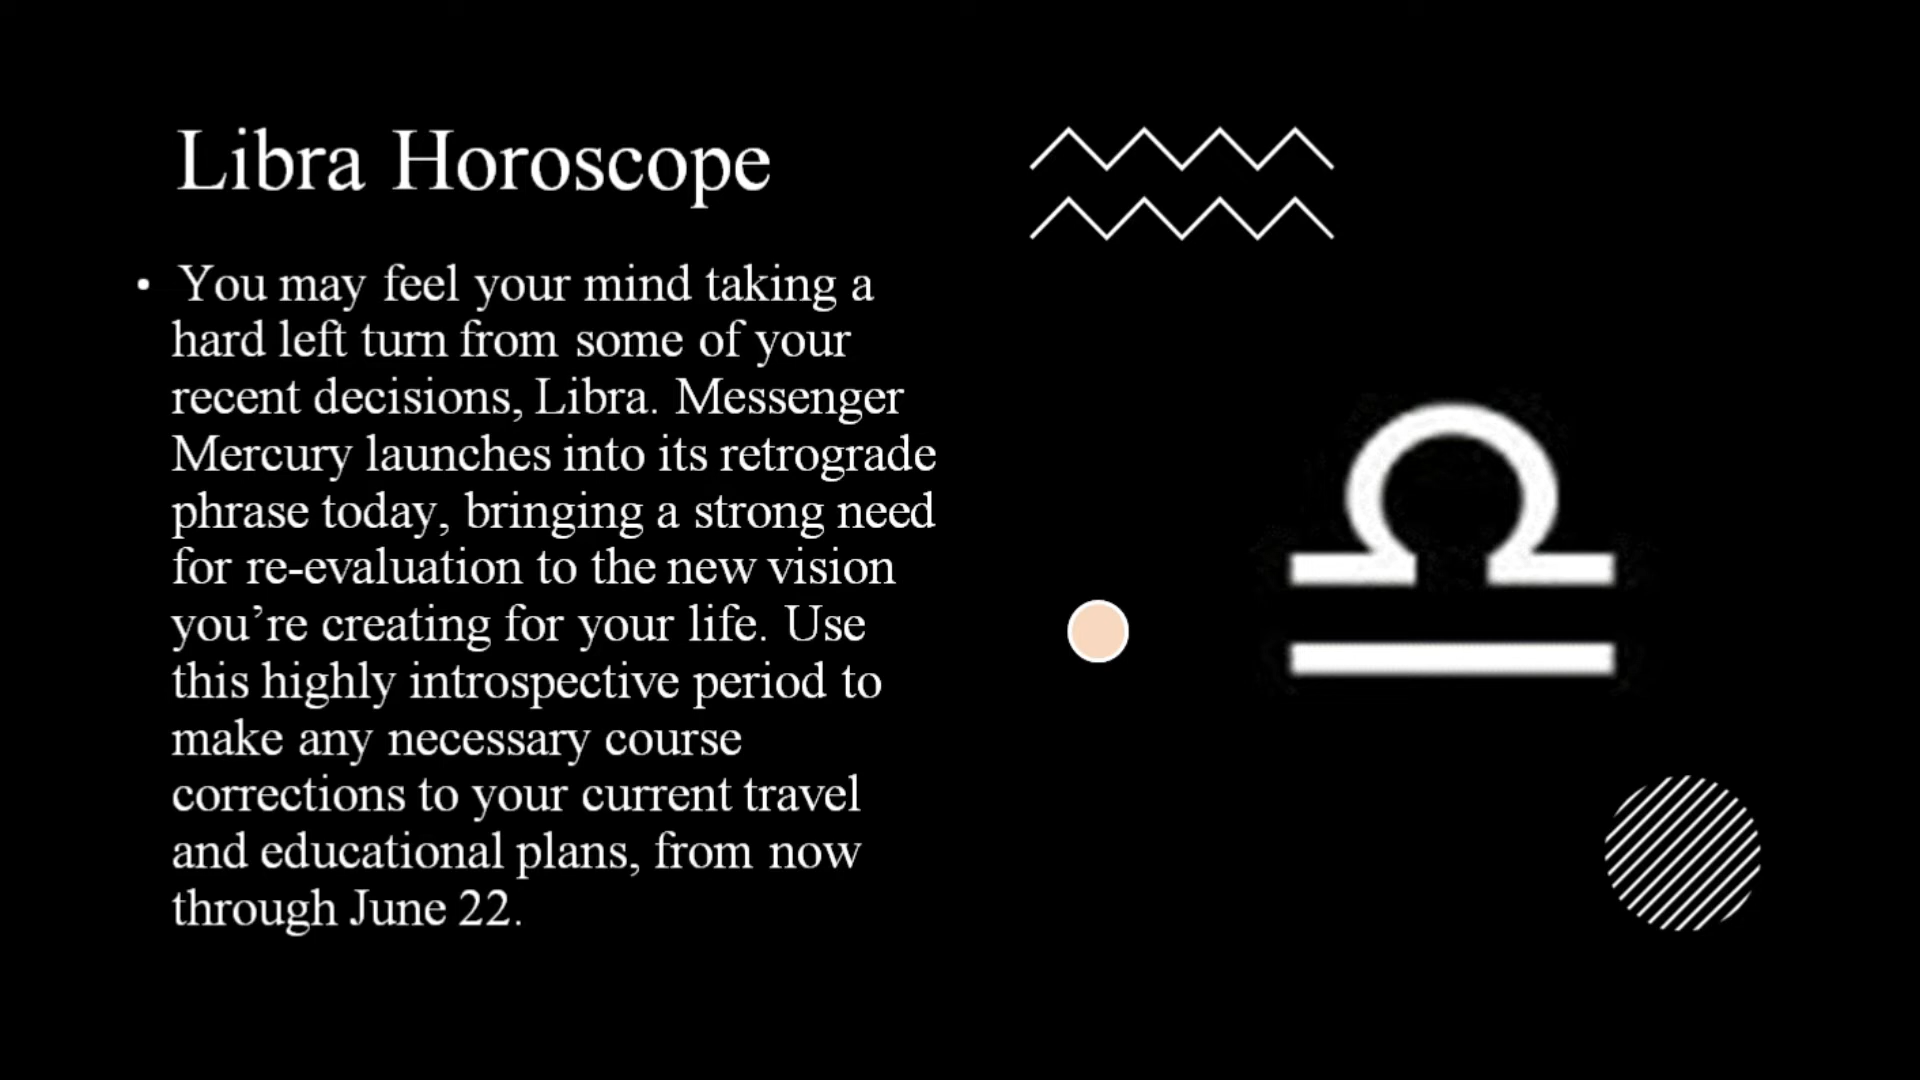 Libra Horoscope
• You may feel your mind taking a
hard left turn from some of your
recent decisions, Libra. Messenger
Mercury launches into its retrograde
phrase today, bringing a strong need
for re-evaluation to the new vision
you’re creating for your life. Use
this highly introspective period to
make any necessary course
corrections to your current travel
and educational plans, from now
through June 22.